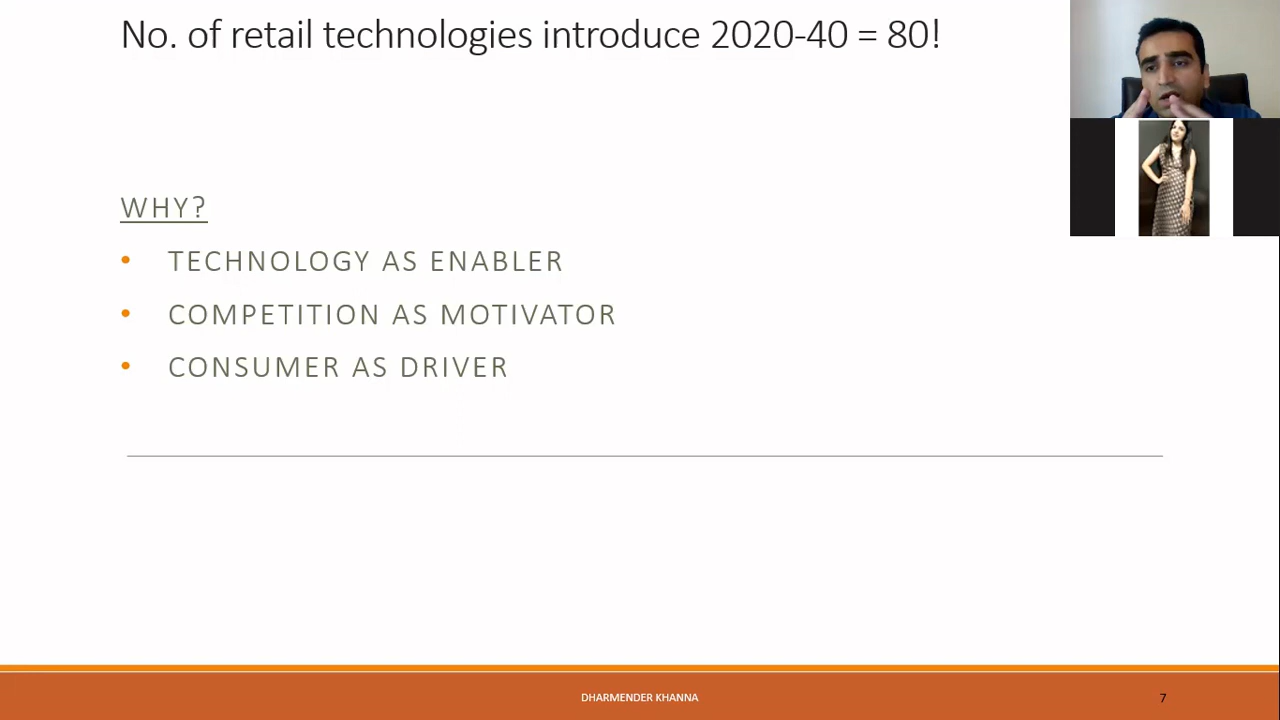 No. of retail technologies introduce 2020-40 = 80!
WHY?
• TECHNOLOGY AS ENABLER
• COMPETITION AS MOTIVATOR
• CONSUMER AS DRIVER
DHARMENDER KHANNA
7